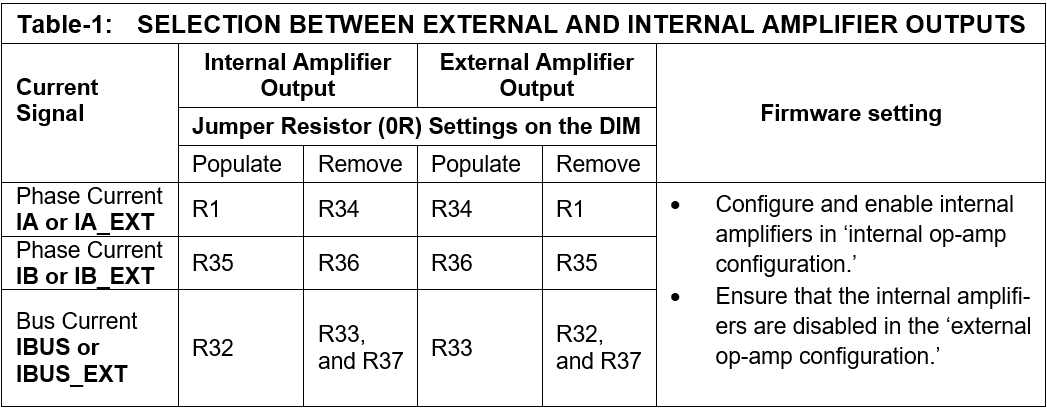 Table-1: SELECTION BETWEEN EXTERNAL AND INTERNAL AMPLIFIER OUTPUTS
Current
Signal
Internal Amplifier
Output
External Amplifier
Output
Firmware setting
Jumper Resistor (0R) Settings on the DIM
Populate
Remove
Populate
Remove
Phase Current
IA or IA_EXT
R1
R34
R34
R1
Phase Current
IB or IB_EXT
R35
R36
R36
R35
Bus Current
IBUS or
IBUS_EXT
R32
R33,
and R37
R33
R32,
and R37
• Configure and enable internal
amplifiers in ‘internal op-amp
configuration.’
• Ensure that the internal amplifi-
ers are disabled in the ‘external
op-amp configuration.’